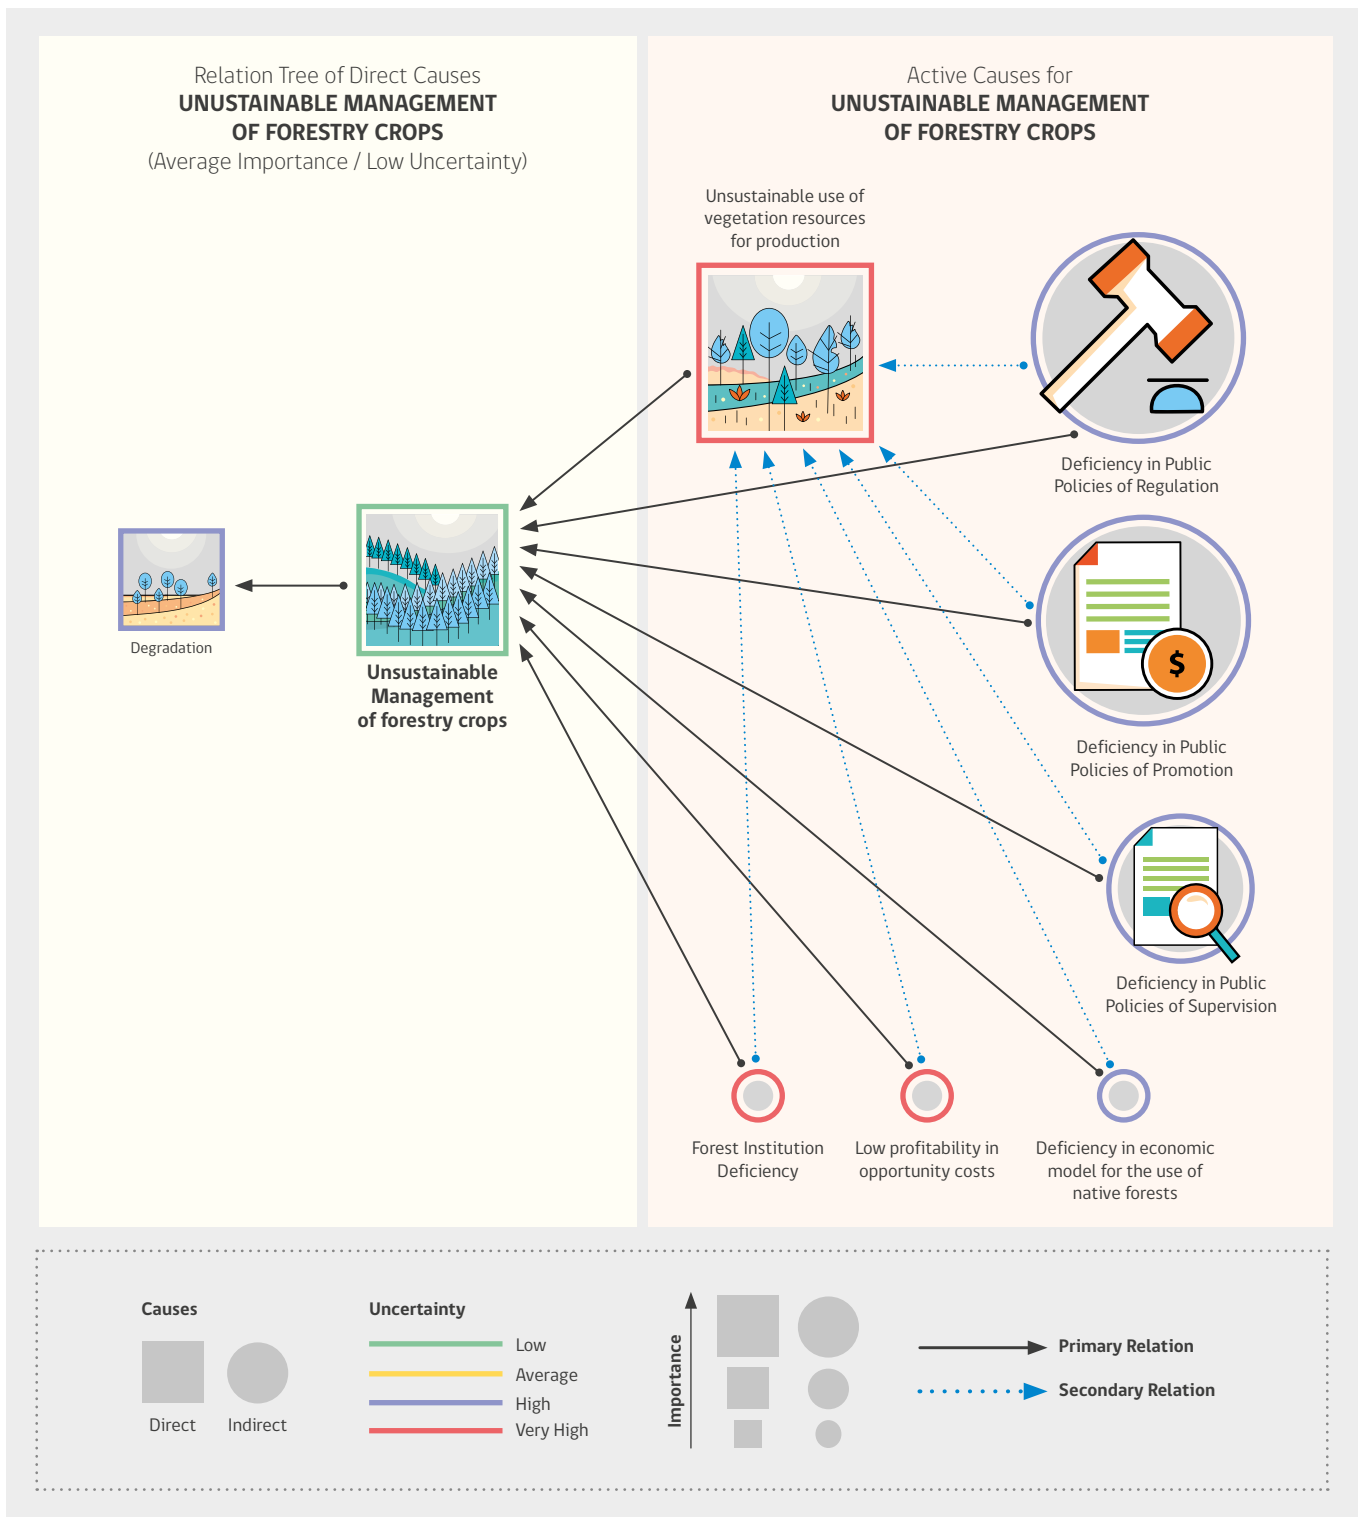 Relation Tree of Direct Causes
UNUSTAINABLE MANAGEMENT
OF FORESTRY CROPS
(Average Importance / Low Uncertainty)
Active Causes for
UNUSTAINABLE MANAGEMENT
OF FORESTRY CROPS
Unsustainable use of
vegetation resources
for production
Deficiency in Public
Policies of Regulation
Degradation
Unsustainable
Management
of forestry crops
$
Deficiency in Public
Policies of Promotion
Deficiency in Public
Policies of Supervision
Forest Institution
Deficiency
Low profitability in
opportunity costs
Deficiency in economic
model for the use of
native forests
Causes
Direct
Indirect
Uncertainty
Low
Average
High
Very High
Importance
Primary Relation
Secondary Relation